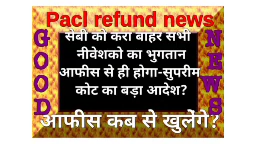 Pacl refund news
GOOD
NEWS
सेबी को करा बाहर सभी
नीवेशको का भुगतान
आफीस से ही होगा-सुपरीम
कोट का बड़ा आदेश?
आफीस कब से खुलेंगे?